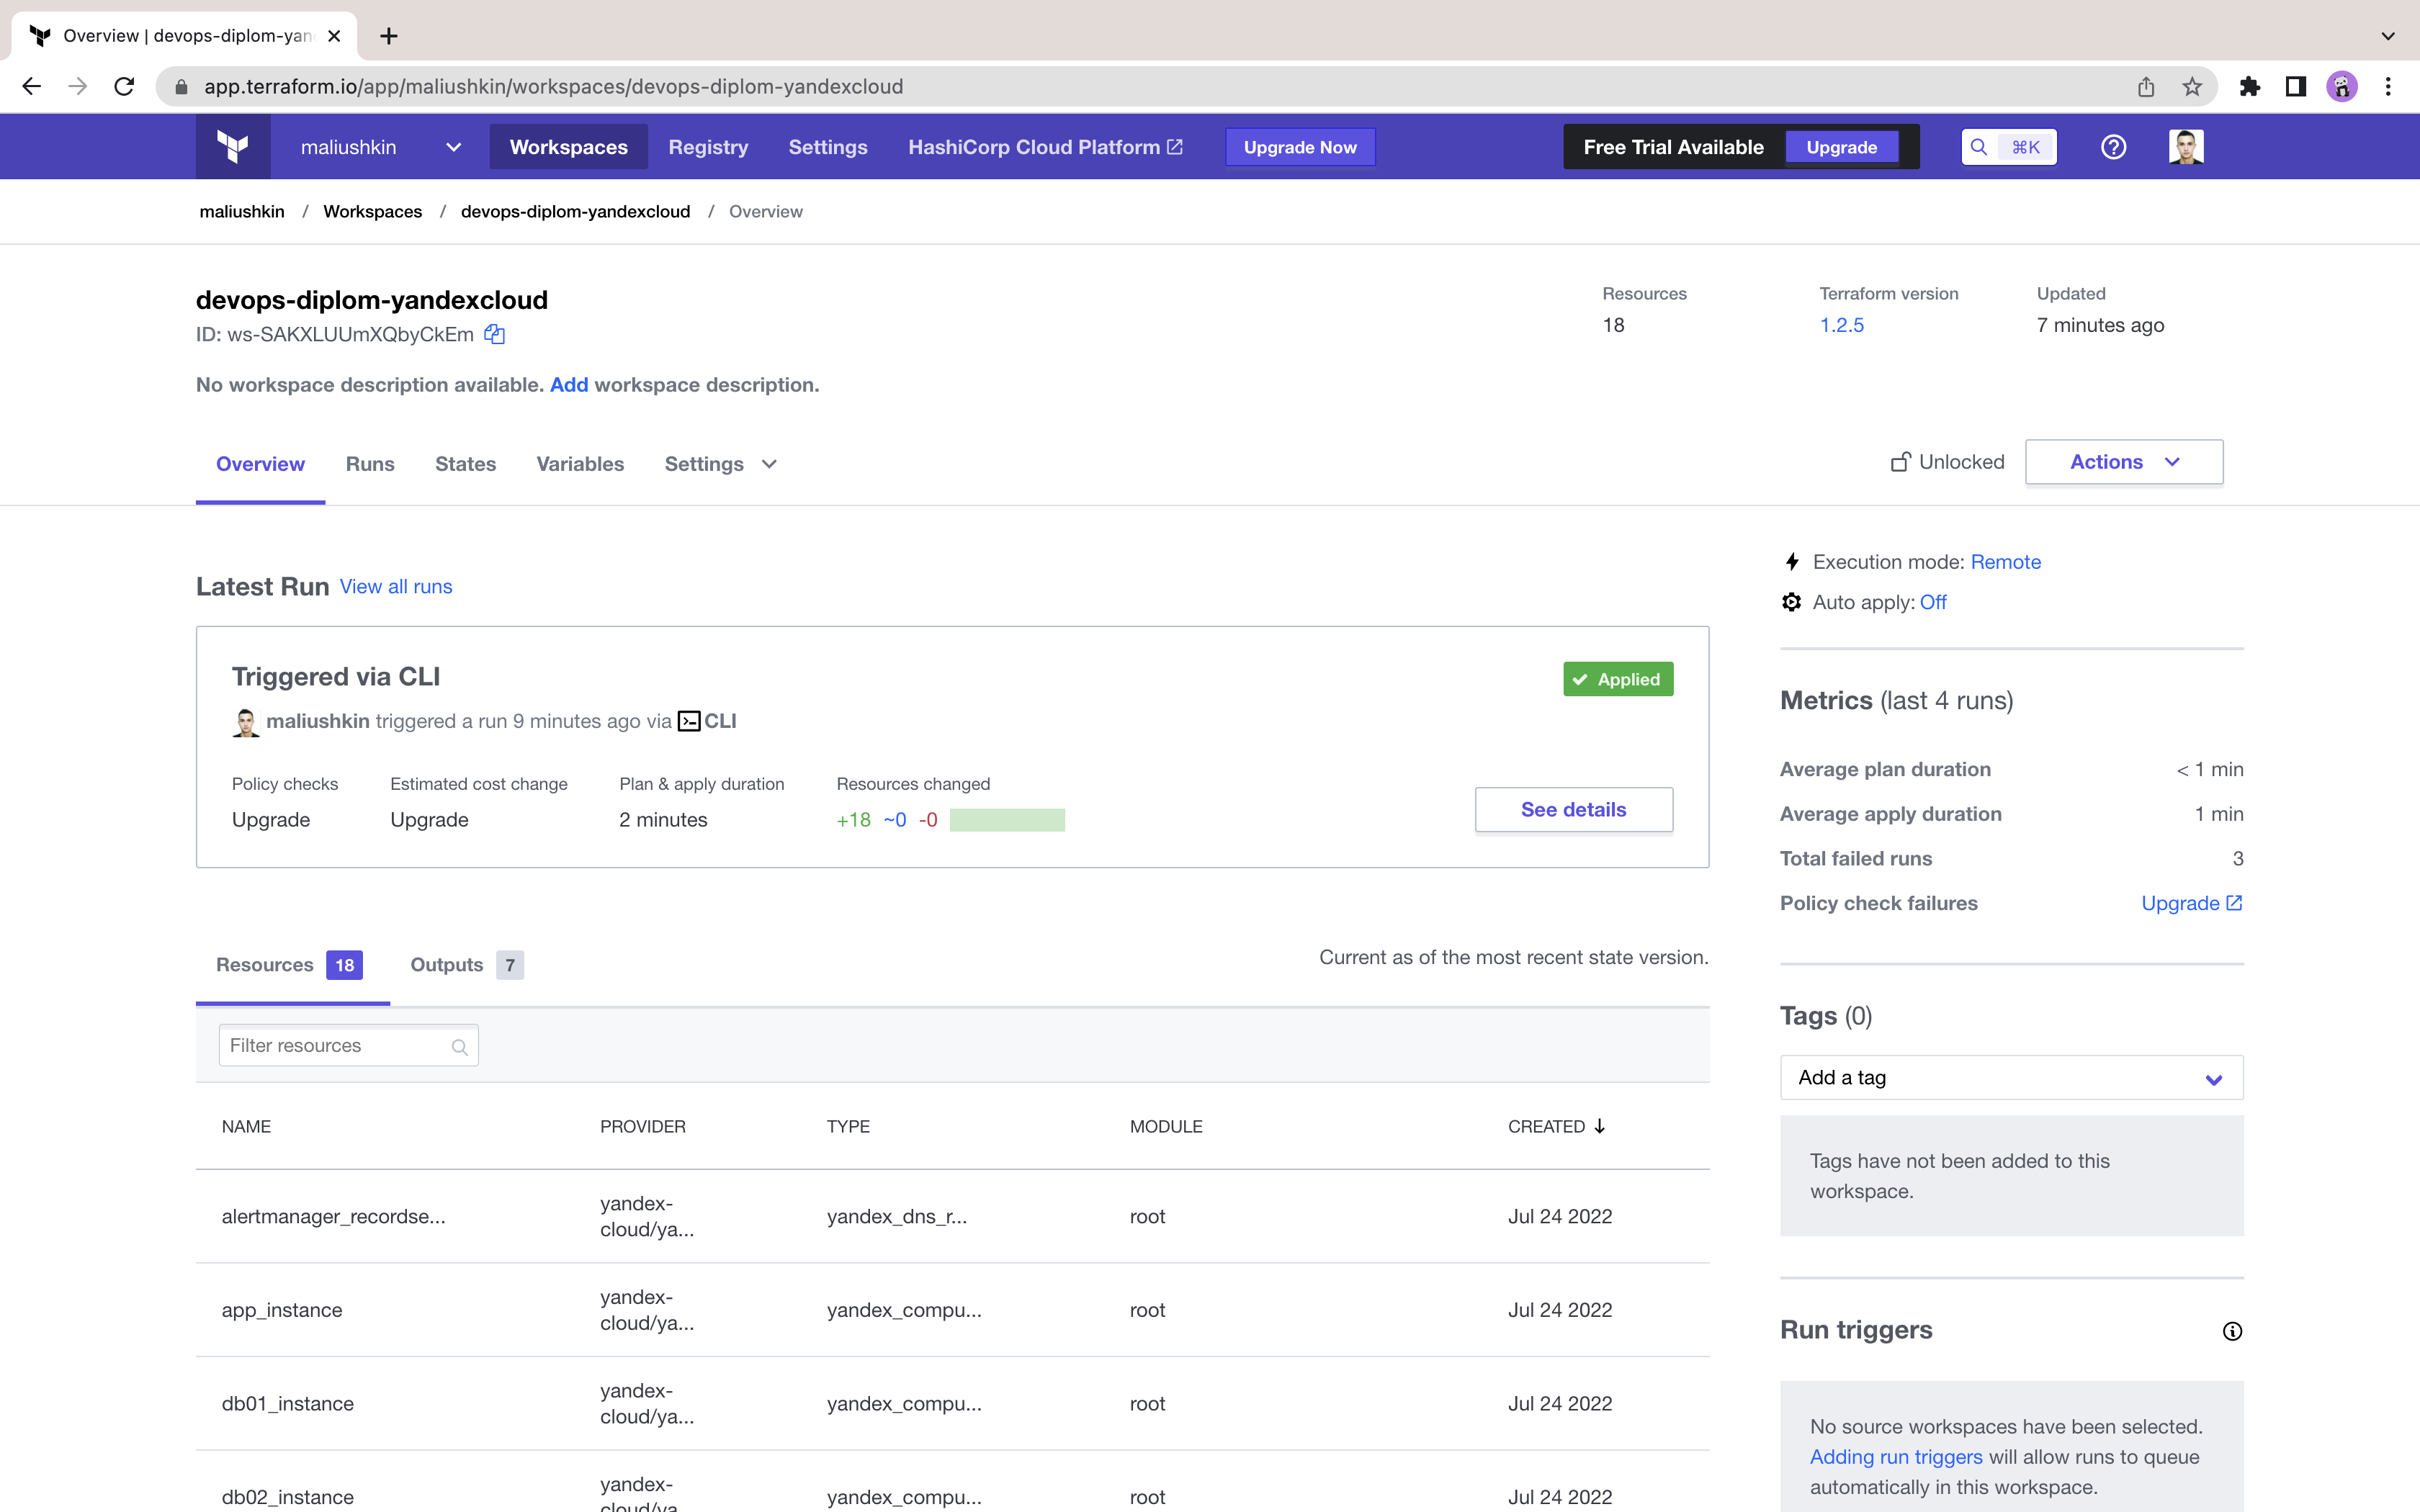 Overview | devops-diplom-yan
app.terraform.io/app/maliushkin/workspaces/devops-diplom-yandexcloud
maliushkin Workspaces Registry Settings HashiCorp Cloud Platform Upgrade Now Free Trial Available Upgrade ⌘K
maliushkin / Workspaces / devops-diplom-yandexcloud / Overview
devops-diplom-yandexcloud
ID: ws-SAKXLUUmXQbyCkEm
No workspace description available. Add workspace description.
Resources Terraform version Updated
18 1.2.5 7 minutes ago
Overview Runs States Variables Settings Unlocked Actions
Latest Run View all runs
Triggered via CLI
Applied
maliushkin triggered a run 9 minutes ago via CLI
Policy checks Estimated cost change Plan & apply duration Resources changed
Upgrade Upgrade 2 minutes +18 ~0 -0
See details
Resources 18 Outputs 7
Current as of the most recent state version.
Filter resources
NAME PROVIDER TYPE MODULE CREATED ↓
alertmanager_recordse... yandex-
cloud/ya... yandex_dns_r... root Jul 24 2022
app_instance yandex-
cloud/ya... yandex_compu... root Jul 24 2022
db01_instance yandex-
cloud/ya... yandex_compu... root Jul 24 2022
db02_instance yandex-
cloud/ya... yandex_compu... root Jul 24 2022
Execution mode: Remote
Auto apply: Off
Metrics (last 4 runs)
Average plan duration < 1 min
Average apply duration 1 min
Total failed runs 3
Policy check failures Upgrade
Tags (0)
Add a tag
Tags have not been added to this
workspace.
Run triggers
No source workspaces have been selected.
Adding run triggers will allow runs to queue
automatically in this workspace.